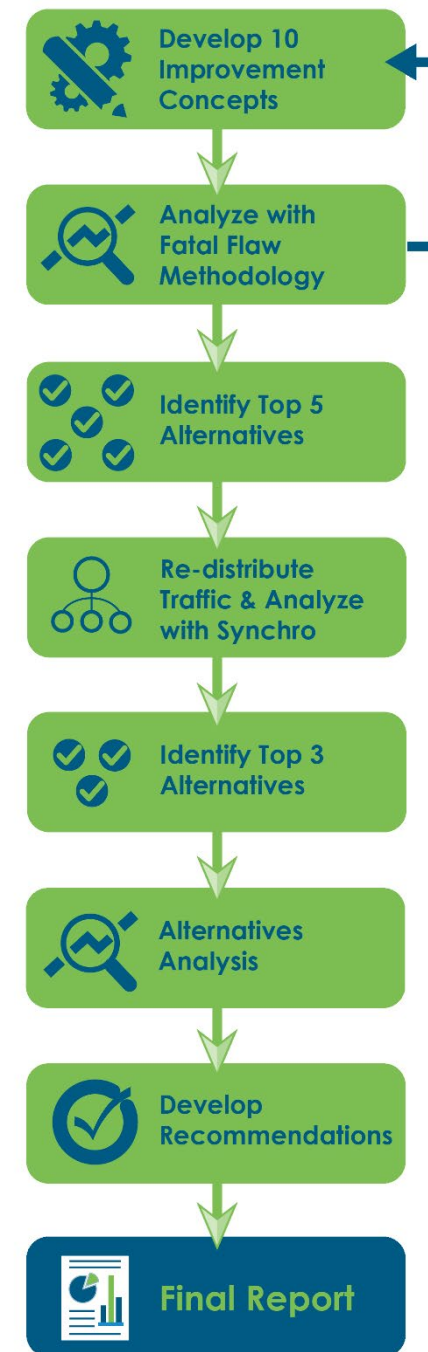 Develop 10
Improvement
Concepts
Analyze with
Fatal Flaw
Methodology
Identify Top 5
Alternatives
Re-distribute
Traffic & Analyze
with Synchro
Identify Top 3
Alternatives
Alternatives
Analysis
Develop
Recommendations
Final Report